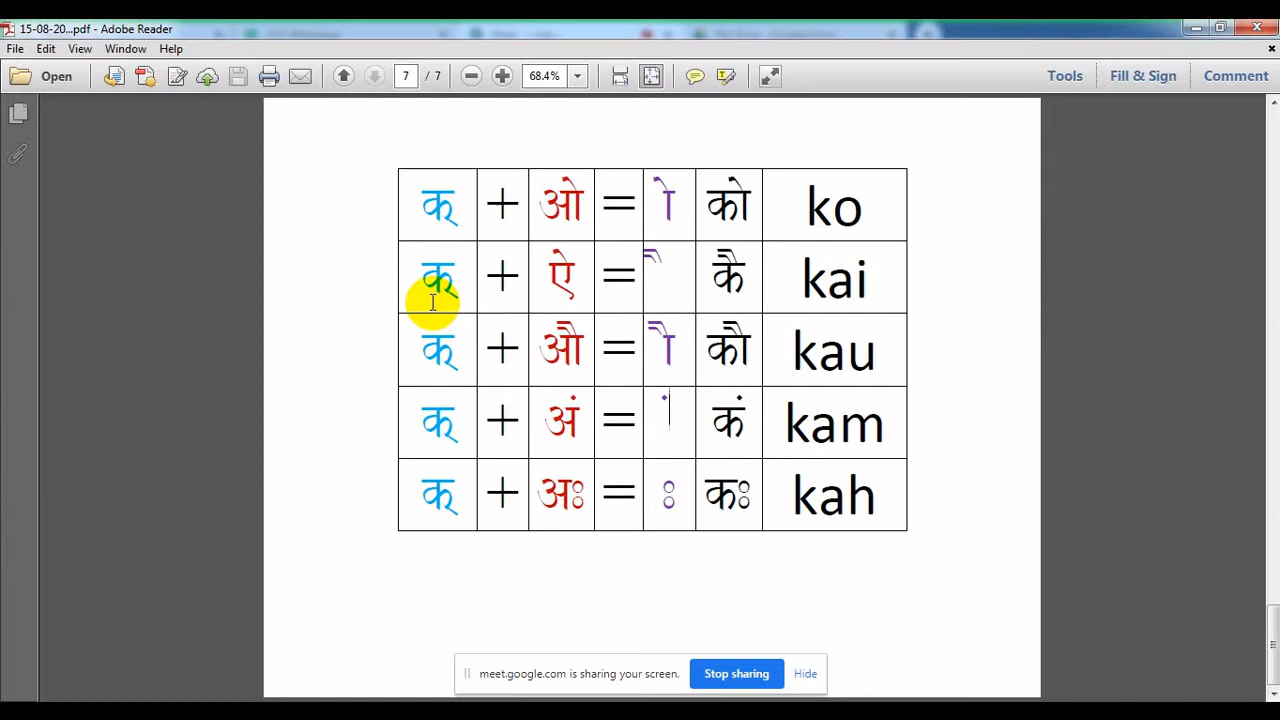 15-08-20...pdf - Adobe Reader
File Edit View Window Help
Open 7 / 7 68.4% Tools Fill & Sign Comment
क् + ओ = ो को ko
क् + ऐ = ै कै kai
क् + औ = ौ कौ kau
क् + अं = ं कं kam
क् + अः = ः कः kah
meet.google.com is sharing your screen. Stop sharing Hide